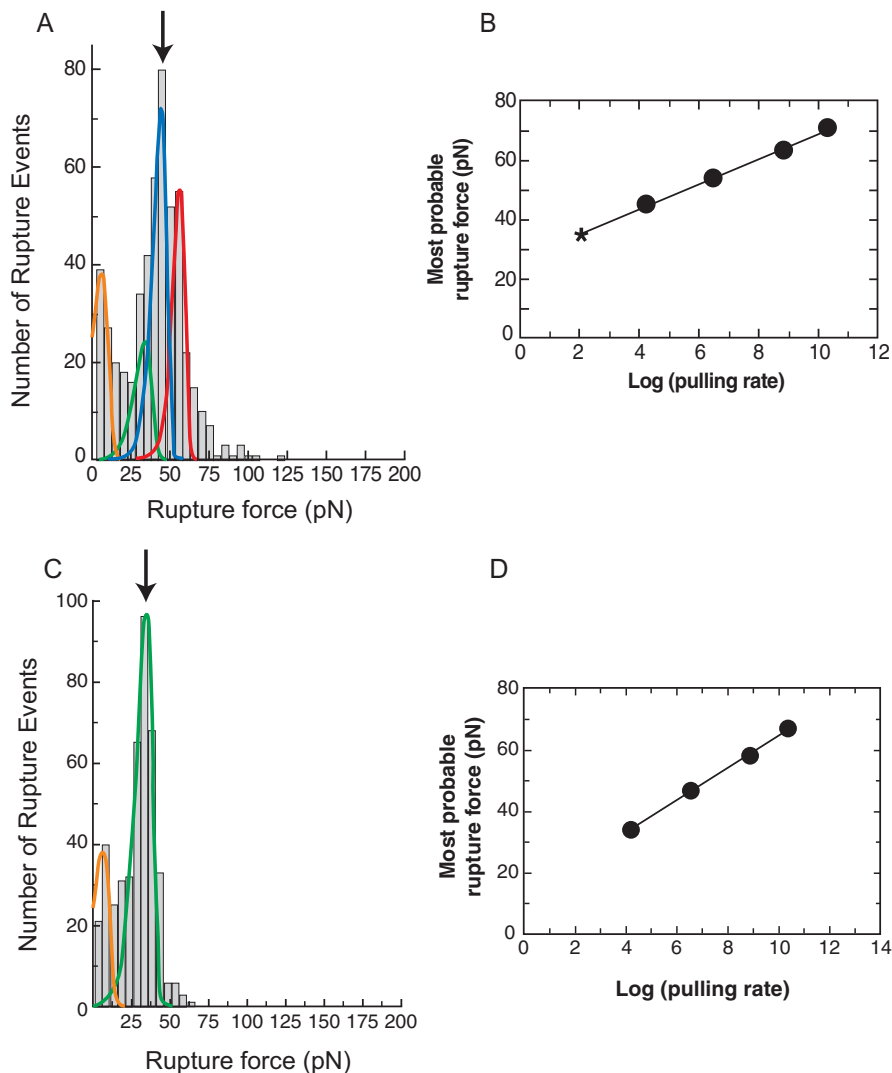 A
80
60
40
20
0
Number of Rupture Events
0 25 50 75 100 125 150 175 200
Rupture force (pN)
B
80
60
40
20
0
Most probable
rupture force (pN)
*
0 2 4 6 8 10 12
Log (pulling rate)
C
100
80
60
40
20
0
Number of Rupture Events
25 50 75 100 125 150 175 200
Rupture force (pN)
D
80
60
40
20
0
Most probable
rupture force (pN)
0 2 4 6 8 10 12 14
Log (pulling rate)